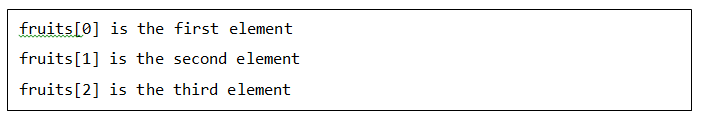 fruits[0] is the first element
fruits[1] is the second element
fruits[2] is the third element